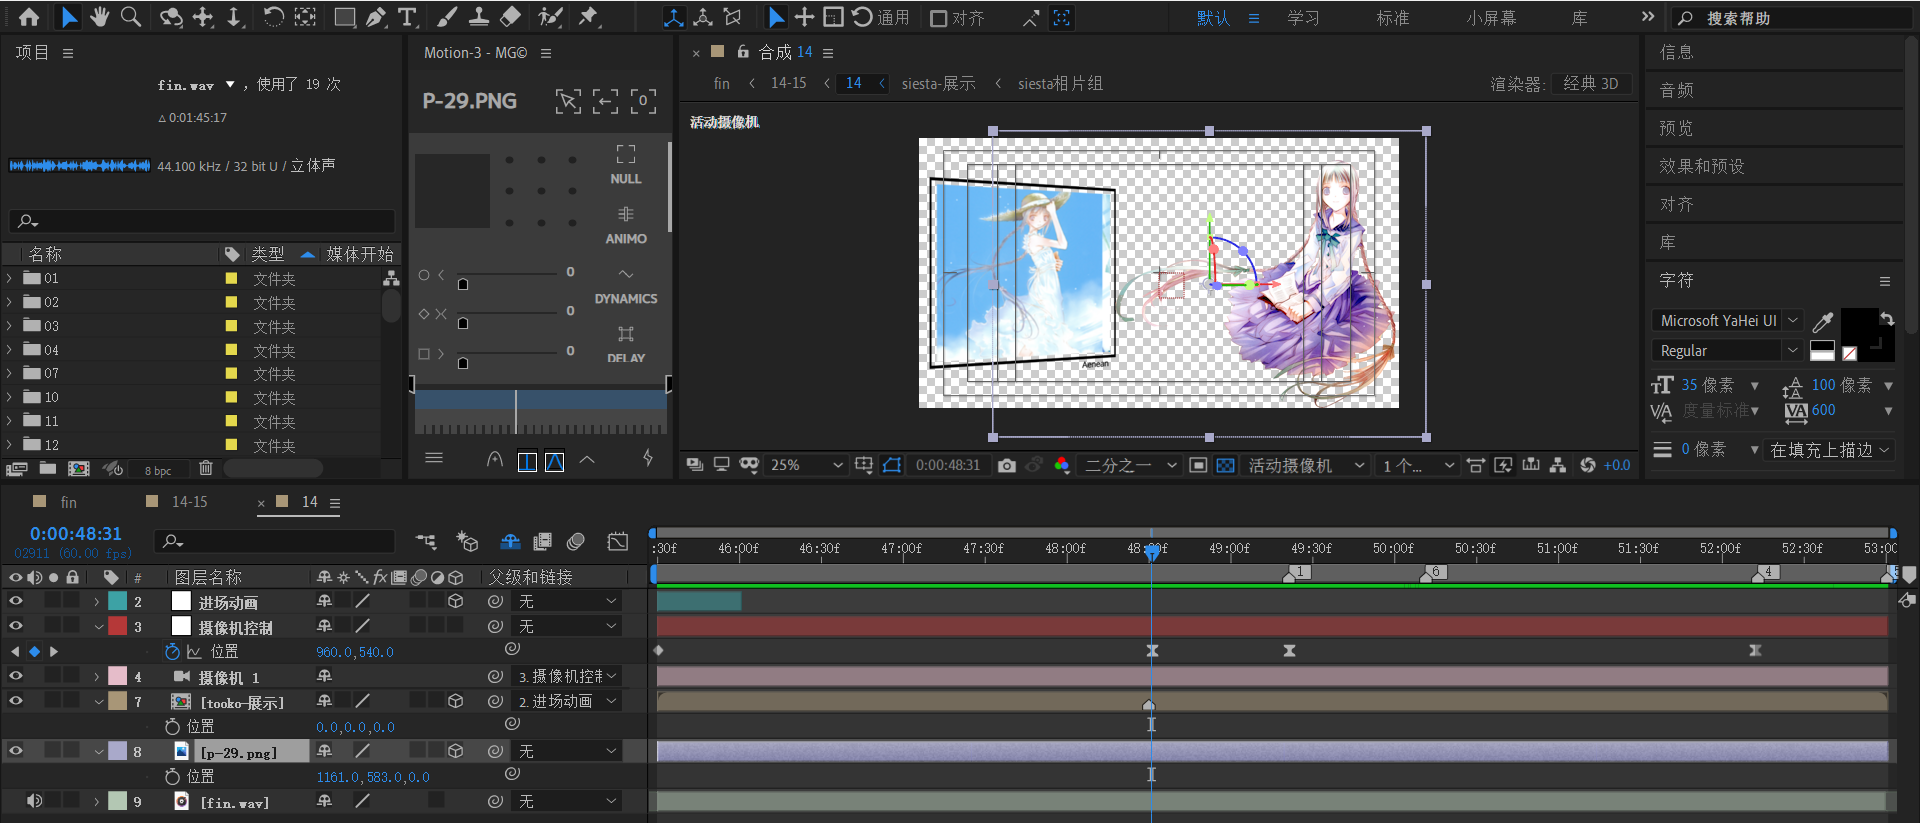 通用
对齐
默认
学习
标准
小屏幕
库
搜索帮助
项目
fin.wav ▼ ，使用了 19 次
△ 0:01:45:17
44.100 kHz / 32 bit U / 立体声
名称
类型
媒体开始
01 文件夹
02 文件夹
03 文件夹
04 文件夹
07 文件夹
10 文件夹
11 文件夹
12 文件夹
8 bpc
Motion-3 - MG©
P-29.PNG
0
NULL
ANIMO
DYNAMICS
DELAY
0
0
0
合成 14
fin
14-15
14
siesta-展示
siesta相片组
渲染器: 经典 3D
活动摄像机
Aenean
25%
0:00:48:31
二分之一
活动摄像机
1 个...
+0.0
信息
音频
预览
效果和预设
对齐
库
字符
Microsoft YaHei UI
Regular
35 像素
100 像素
度量标准
600
0 像素
在填充上描边
fin
14-15
14
0:00:48:31
02911 (60.00 fps)
:30f 46:00f 46:30f 47:00f 47:30f 48:00f 48:30f 49:00f 49:30f 50:00f 50:30f 51:00f 51:30f 52:00f 52:30f 53:00
1 6 4
# 图层名称 fx 父级和链接
2 进场动画 无
3 摄像机控制 无
位置 960.0,540.0
4 摄像机 1 3. 摄像机控制
7 [tooko-展示] 2. 进场动画
位置 0.0,0.0,0.0
8 [p-29.png] 无
位置 1161.0,583.0,0.0
9 [fin.wav] 无